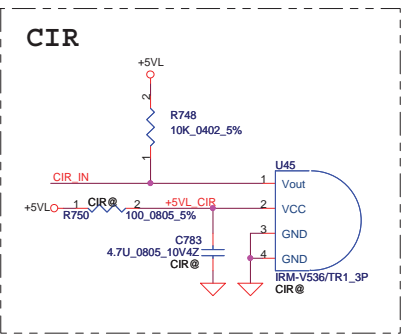 CIR
+5VL
2
R748
10K_0402_5%
1
U45
CIR_IN
1
Vout
+5VL
1
CIR@
2
+5VL_CIR
2
VCC
R750
100_0805_5%
3
GND
C783
4.7U_0805_10V4Z
CIR@
4
GND
IRM-V536/TR1_3P
CIR@